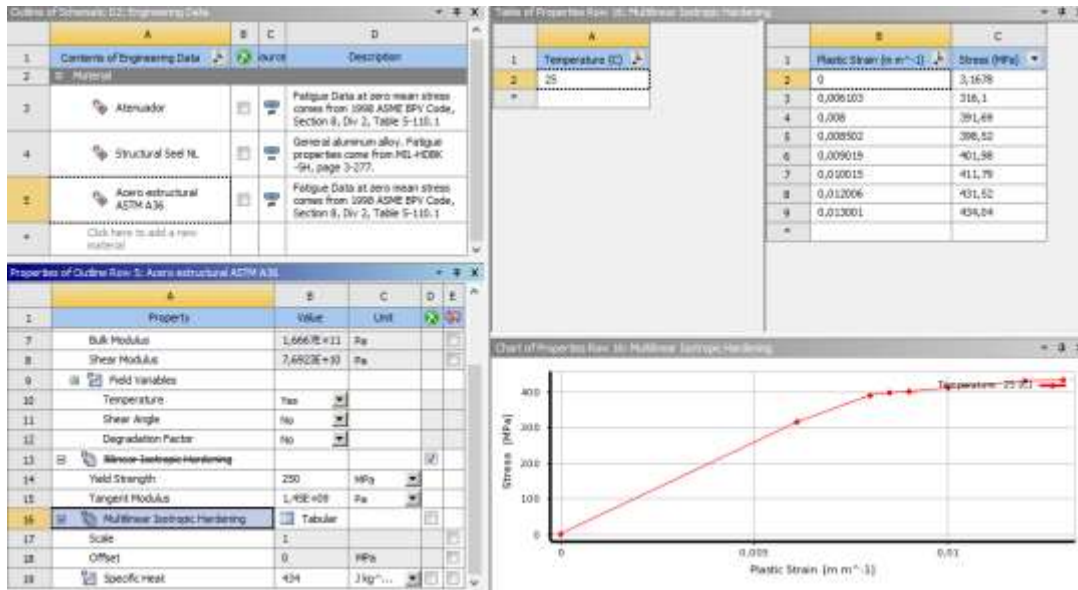 Outline of Schematic D2: Engineering Data
A B C D
1 Contents of Engineering Data ource Description
2 Material
3 Atenuador Fatigue Data at zero mean stress comes from 1998 ASME BPV Code, Section 8, Div 2, Table 5-110.1
4 Structural Seel NL General aluminum alloy. Fatigue properties come from MIL-HDBK -5H, page 3-277.
5 Acero estructural ASTM A36 Fatigue Data at zero mean stress comes from 1998 ASME BPV Code, Section 8, Div 2, Table 5-110.1
* Click here to add a new material
Properties of Outline Row 5: Acero estructural ASTM A36
A B C D E
1 Property Value Unit
7 Bulk Modulus 1,6667E+11 Pa
8 Shear Modulus 7,6923E+10 Pa
9 Field Variables
10 Temperature Yes
11 Shear Angle No
12 Degradation Factor No
13 Bilinear Isotropic Hardening
14 Yield Strength 250 MPa
15 Tangent Modulus 1,45E+09 Pa
16 Multilinear Isotropic Hardening Tabular
17 Scale 1
18 Offset 0 MPa
19 Specific Heat 434 J kg^...
Table of Properties Row 16: Multilinear Isotropic Hardening
A
1 Temperature (C)
2 25
*
B C
1 Plastic Strain (m m^-1) Stress (MPa)
2 0 3,1678
3 0,006103 316,1
4 0,008 391,69
5 0,008502 398,52
6 0,009019 401,98
7 0,010015 411,79
8 0,012006 431,52
9 0,013001 434,04
*
Chart of Properties Row 16: Multilinear Isotropic Hardening
Temperature: 25 (C)
400
300
200
100
0
Stress (MPa)
0 0,005 0,01
Plastic Strain (m m^-1)